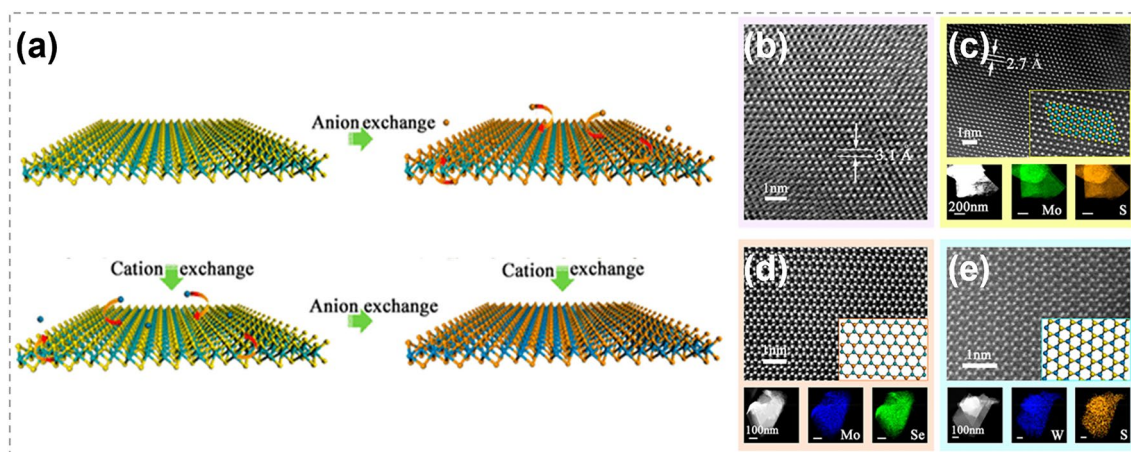 (a)
Anion exchange
Cation exchange
Cation exchange
Anion exchange
(b)
3.1 Å
1nm
(c)
2.7 Å
1nm
200nm
Mo
S
(d)
1nm
100nm
Mo
Se
(e)
1nm
100nm
W
S